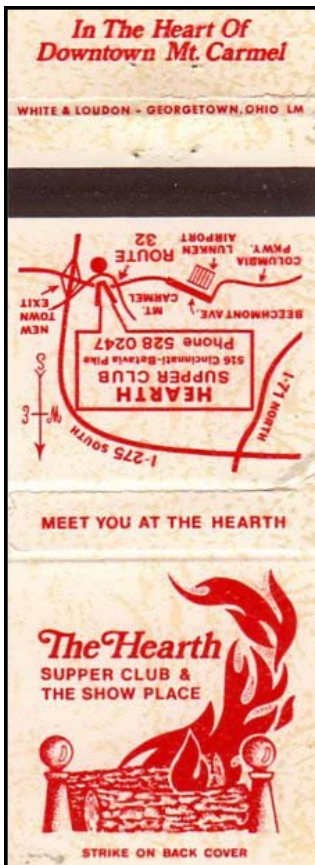 In The Heart Of
Downtown Mt. Carmel
WHITE & LOUDON - GEORGETOWN, OHIO LM
COLUMBIA
PKWY.
LUNKEN
AIRPORT
ROUTE
32
BEECHMONT AVE.
MT.
CARMEL
NEW
TOWN
EXIT
HEARTH
SUPPER CLUB
516 Cincinnati-Batavia Pike
Phone 528 0247
I-71 NORTH
I-275 SOUTH
S
N
E
MEET YOU AT THE HEARTH
The Hearth
SUPPER CLUB &
THE SHOW PLACE
STRIKE ON BACK COVER